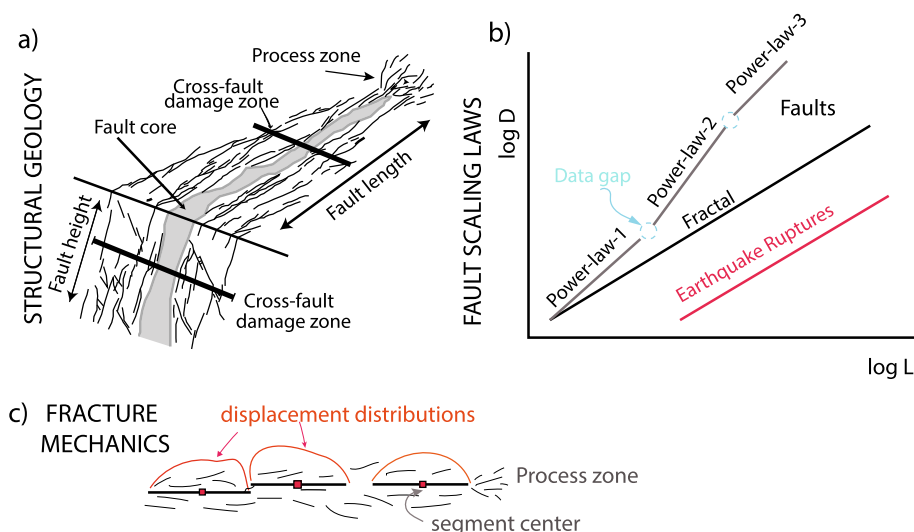 a)
STRUCTURAL GEOLOGY
Process zone
Cross-fault
damage zone
Fault core
Fault length
Fault height
Cross-fault
damage zone
b)
FAULT SCALING LAWS
log D
Power-law-3
Power-law-2
Faults
Data gap
Fractal
Power-law-1
Earthquake Ruptures
log L
c) FRACTURE
MECHANICS
displacement distributions
Process zone
segment center